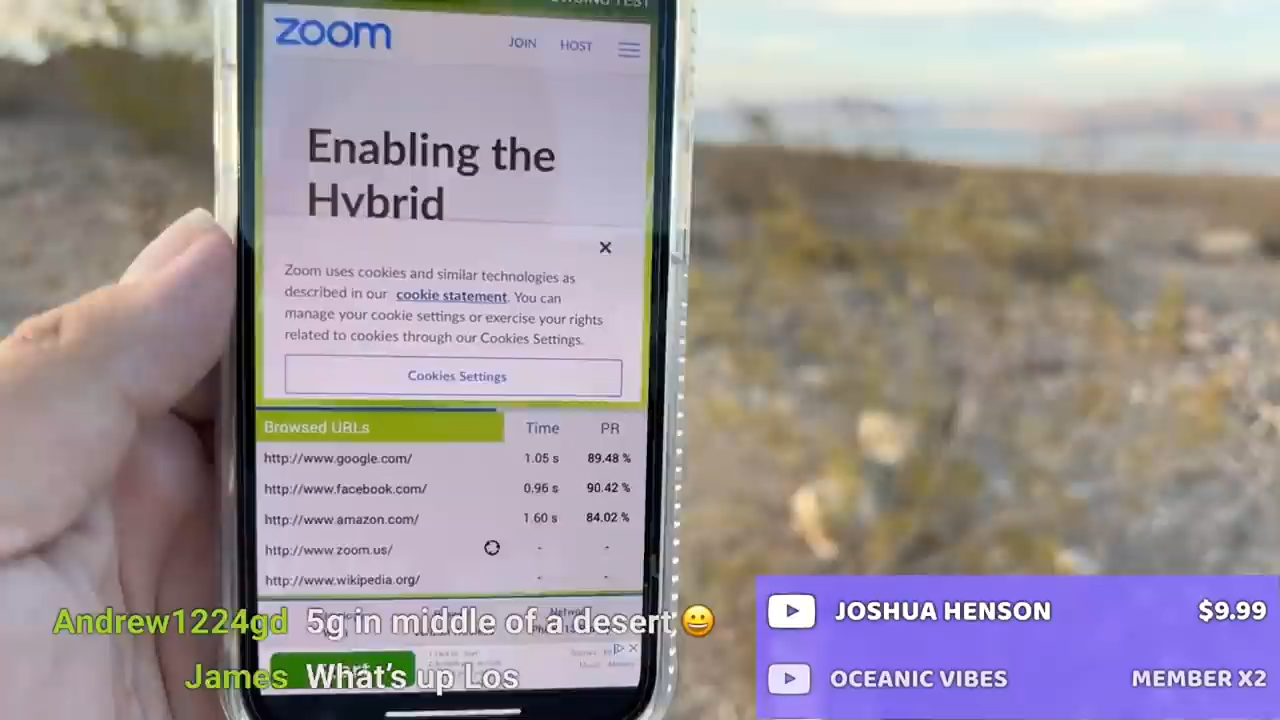 zoom
JOIN HOST
Enabling the
Hybrid
Zoom uses cookies and similar technologies as
described in our cookie statement. You can
manage your cookie settings or exercise your rights
related to cookies through our Cookies Settings.
Cookies Settings
Browsed URLs Time PR
http://www.google.com/ 1.05 s 89.48 %
http://www.facebook.com/ 0.96 s 90.42 %
http://www.amazon.com/ 1.60 s 84.02 %
http://www.zoom.us/ - -
http://www.wikipedia.org/ - -
Andrew1224gd 5g in middle of a desert 😀
James What's up Los
JOSHUA HENSON $9.99
OCEANIC VIBES MEMBER X2